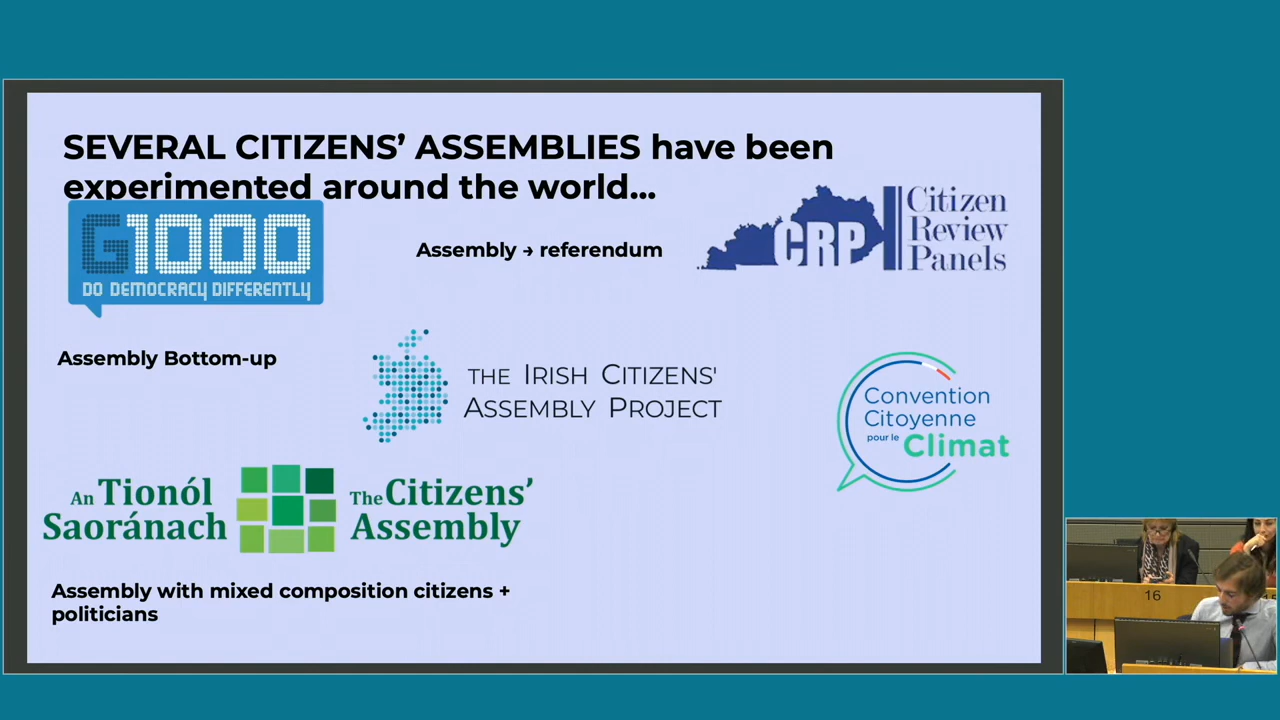 SEVERAL CITIZENS’ ASSEMBLIES have been
experimented around the world...
G1000
DO DEMOCRACY DIFFERENTLY
Assembly → referendum
CRP
Citizen
Review
Panels
Assembly Bottom-up
THE IRISH CITIZENS'
ASSEMBLY PROJECT
Convention
Citoyenne
pour le Climat
An Tionól
Saoránach
The Citizens’
Assembly
Assembly with mixed composition citizens +
politicians
16